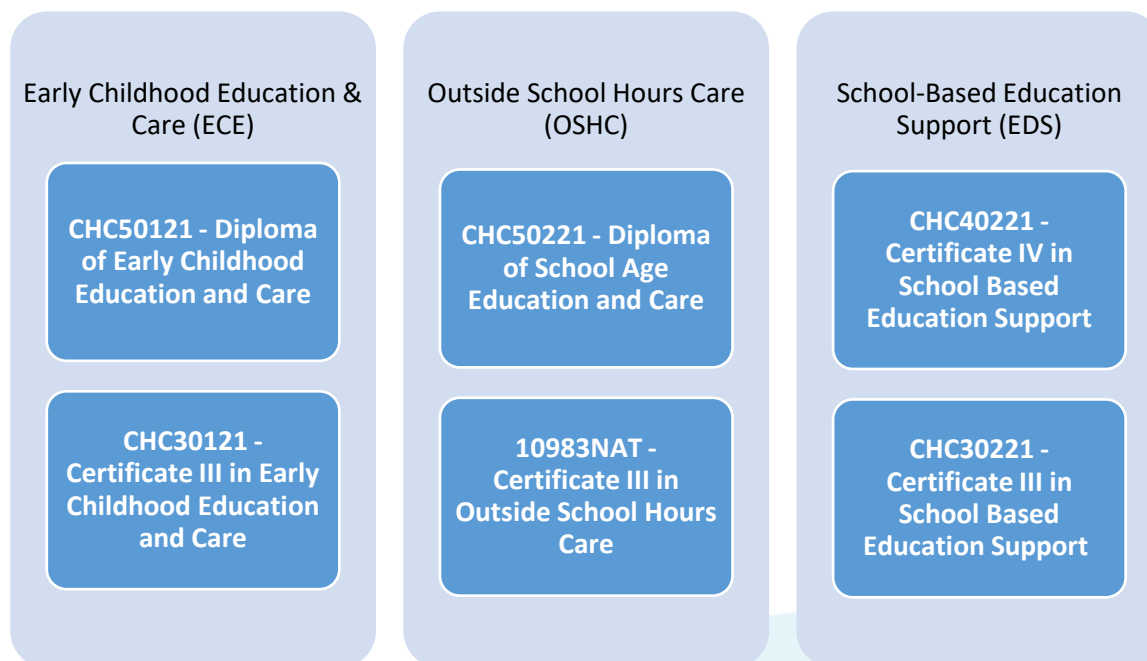 Early Childhood Education &
Care (ECE)
CHC50121 - Diploma
of Early Childhood
Education and Care
CHC30121 -
Certificate III in Early
Childhood Education
and Care
Outside School Hours Care
(OSHC)
CHC50221 - Diploma
of School Age
Education and Care
10983NAT -
Certificate III in
Outside School Hours
Care
School-Based Education
Support (EDS)
CHC40221 -
Certificate IV in
School Based
Education Support
CHC30221 -
Certificate III in
School Based
Education Support